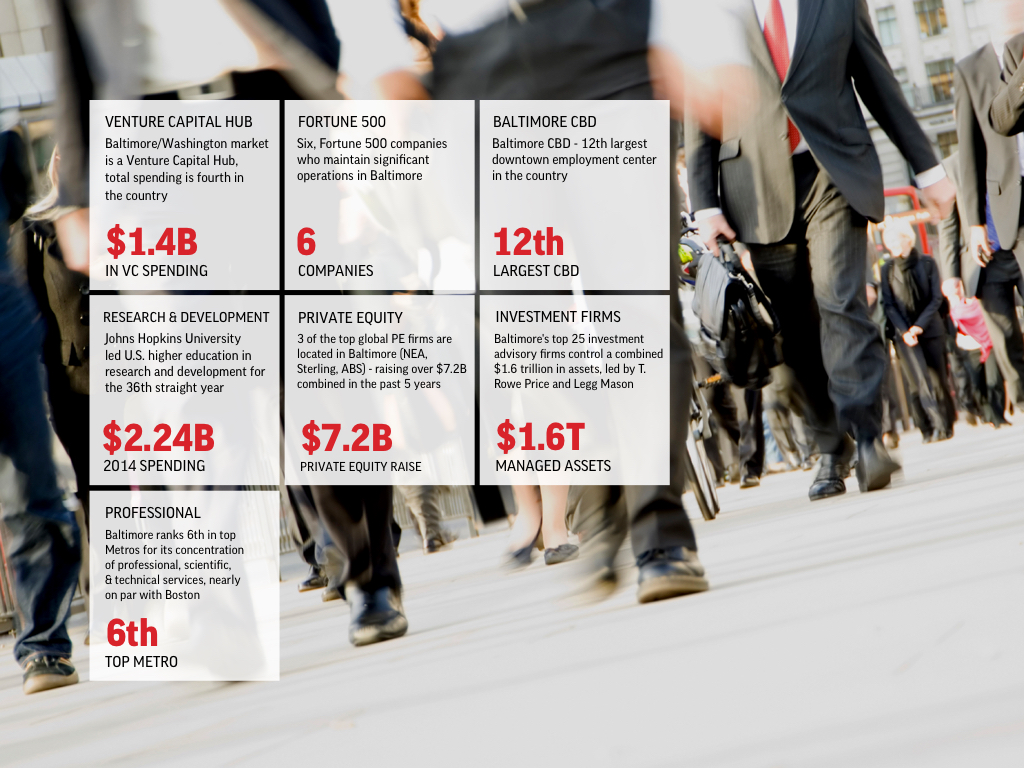 VENTURE CAPITAL HUB
Baltimore/Washington market
is a Venture Capital Hub,
total spending is fourth in
the country
$1.4B
IN VC SPENDING
FORTUNE 500
Six, Fortune 500 companies
who maintain significant
operations in Baltimore
6
COMPANIES
BALTIMORE CBD
Baltimore CBD - 12th largest
downtown employment center
in the country
12th
LARGEST CBD
RESEARCH & DEVELOPMENT
Johns Hopkins University
led U.S. higher education in
research and development for
the 36th straight year
$2.24B
2014 SPENDING
PRIVATE EQUITY
3 of the top global PE firms are
located in Baltimore (NEA,
Sterling, ABS) - raising over $7.2B
combined in the past 5 years
$7.2B
PRIVATE EQUITY RAISE
INVESTMENT FIRMS
Baltimore's top 25 investment
advisory firms control a combined
$1.6 trillion in assets, led by T.
Rowe Price and Legg Mason
$1.6T
MANAGED ASSETS
PROFESSIONAL
Baltimore ranks 6th in top
Metros for its concentration
of professional, scientific,
& technical services, nearly
on par with Boston
6th
TOP METRO